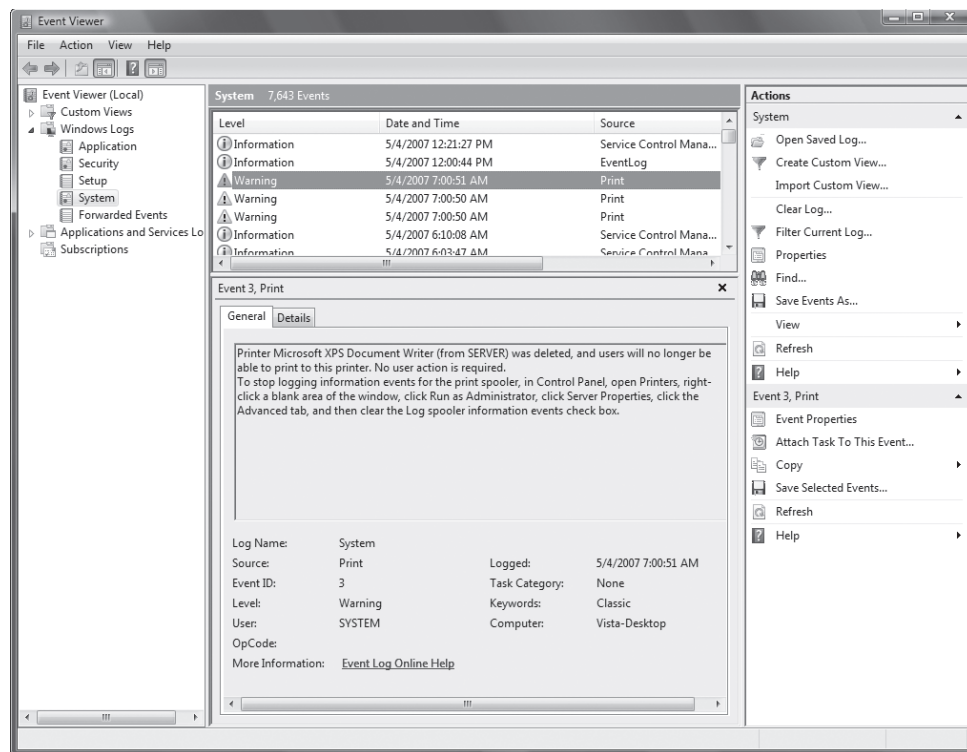 Event Viewer
File Action View Help
Event Viewer (Local)
Custom Views
Windows Logs
Application
Security
Setup
System
Forwarded Events
Applications and Services Lo
Subscriptions
System 7,643 Events
Level Date and Time Source
Information 5/4/2007 12:21:27 PM Service Control Mana...
Information 5/4/2007 12:00:44 PM EventLog
Warning 5/4/2007 7:00:51 AM Print
Warning 5/4/2007 7:00:50 AM Print
Warning 5/4/2007 7:00:50 AM Print
Information 5/4/2007 6:10:08 AM Service Control Mana...
Information 5/4/2007 6:03:47 AM Service Control Mana
Event 3, Print
General Details
Printer Microsoft XPS Document Writer (from SERVER) was deleted, and users will no longer be
able to print to this printer. No user action is required.
To stop logging information events for the print spooler, in Control Panel, open Printers, right-
click a blank area of the window, click Run as Administrator, click Server Properties, click the
Advanced tab, and then clear the Log spooler information events check box.
Log Name: System
Source: Print Logged: 5/4/2007 7:00:51 AM
Event ID: 3 Task Category: None
Level: Warning Keywords: Classic
User: SYSTEM Computer: Vista-Desktop
OpCode:
More Information: Event Log Online Help
Actions
System
Open Saved Log...
Create Custom View...
Import Custom View...
Clear Log...
Filter Current Log...
Properties
Find...
Save Events As...
View
Refresh
Help
Event 3, Print
Event Properties
Attach Task To This Event...
Copy
Save Selected Events...
Refresh
Help